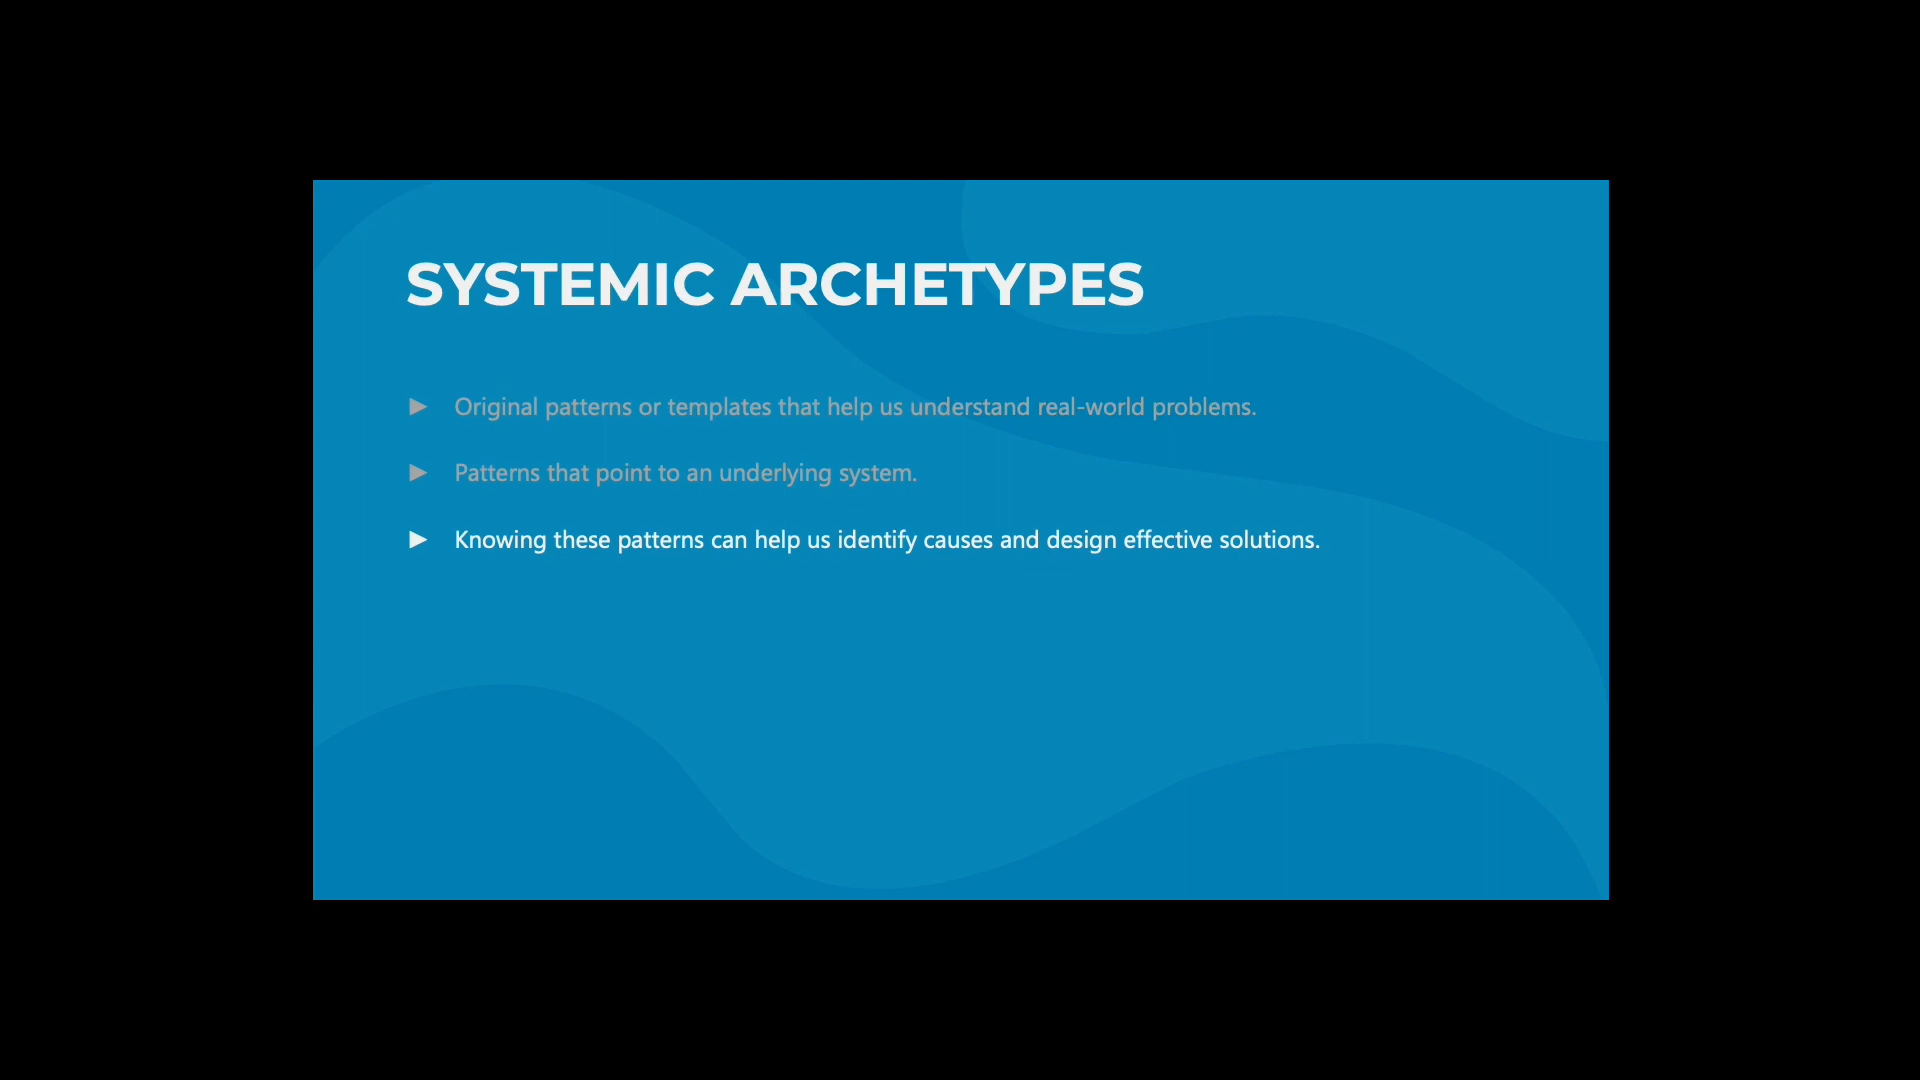 SYSTEMIC ARCHETYPES
► Original patterns or templates that help us understand real-world problems.
► Patterns that point to an underlying system.
► Knowing these patterns can help us identify causes and design effective solutions.